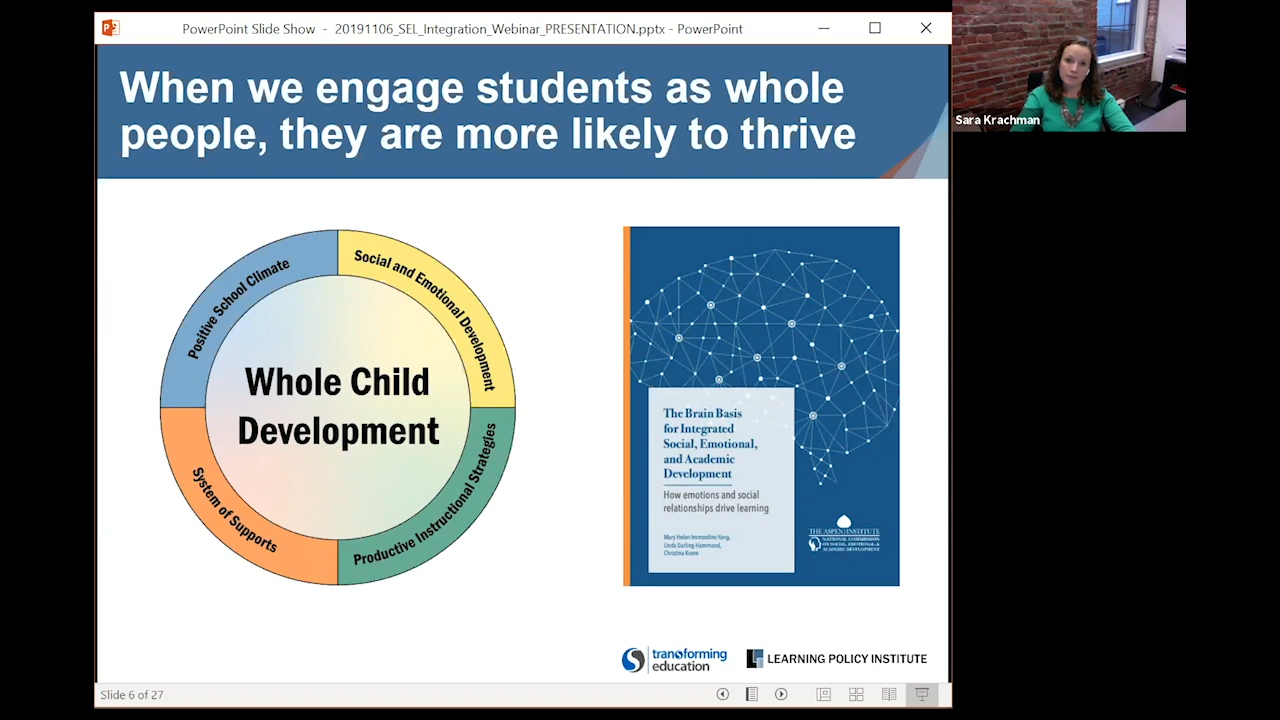 PowerPoint Slide Show - 20191106_SEL_Integration_Webinar_PRESENTATION.pptx - PowerPoint
When we engage students as whole
people, they are more likely to thrive
Positive School Climate
Social and Emotional Development
Whole Child
Development
System of Supports
Productive Instructional Strategies
The Brain Basis
for Integrated
Social, Emotional,
and Academic
Development
How emotions and social
relationships drive learning
Mary Helen Immordino-Yang,
Linda Darling-Hammond,
Christina Krone
THE ASPEN INSTITUTE
NATIONAL COMMISSION
ON SOCIAL, EMOTIONAL, &
ACADEMIC DEVELOPMENT
transforming
education
LEARNING POLICY INSTITUTE
Slide 6 of 27
Sara Krachman